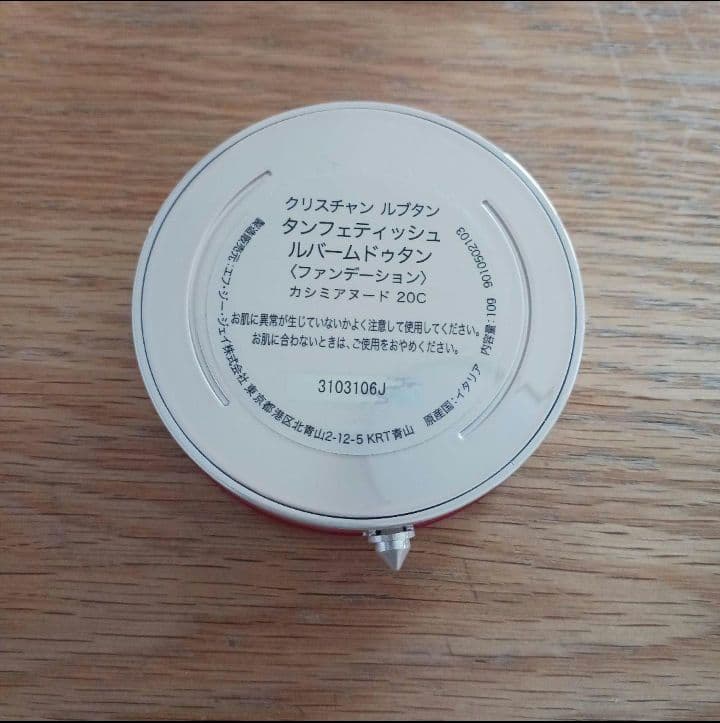 クリスチャン ルブタン
タンフェティッシュ
ルバームドゥタン
〈ファンデーション〉
カシミアヌード 20C
お肌に異常が生じていないかよく注意して使用してください。
お肌に合わないときは、ご使用をおやめください。
3103106J
製造販売元：エフ・ジー・ジェイ株式会社 東京都港区北青山2-12-5 KRT青山 原産国：イタリア 内容量：10g 9010502103